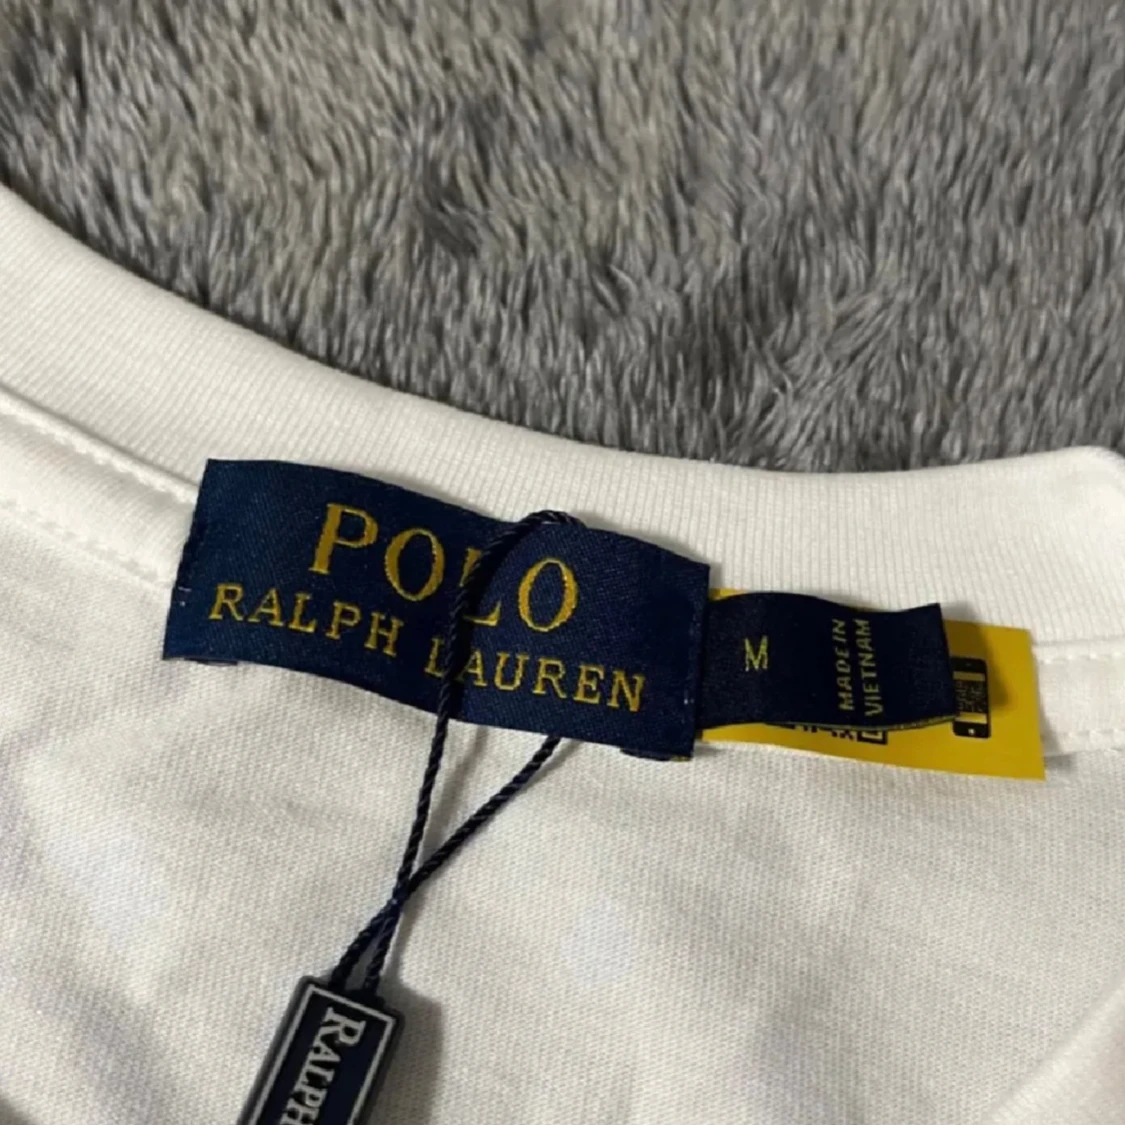 POLO
RALPH LAUREN
M
MADE IN
VIETNAM
RALPH